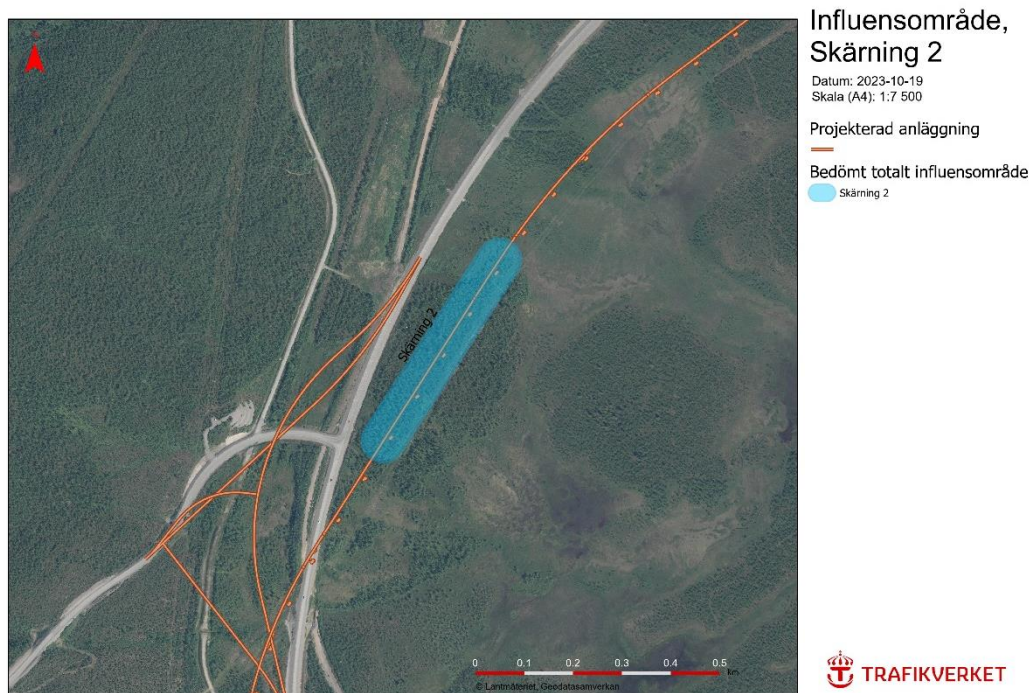 Influensområde,
Skärning 2
Datum: 2023-10-19
Skala (A4): 1:7 500
Projekterad anläggning
Bedömt totalt influensområde
Skärning 2
Skärning 2
0 0.1 0.2 0.3 0.4 0.5
km
© Lantmäteriet, Geodatasamverkan
TRAFIKVERKET